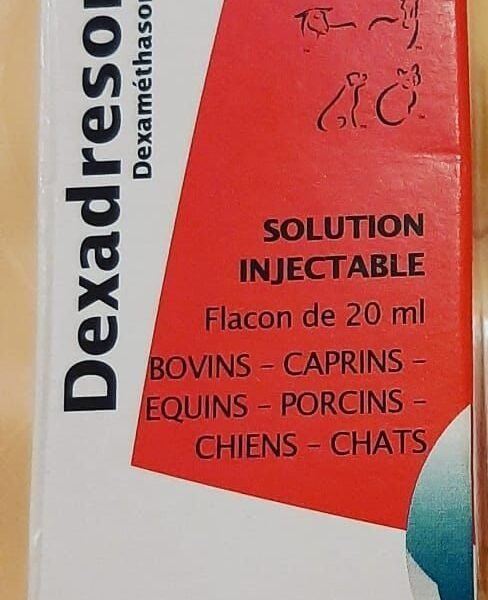 Dexadreso
Dexaméthaso
SOLUTION
INJECTABLE
Flacon de 20 ml
BOVINS – CAPRINS –
EQUINS – PORCINS –
CHIENS – CHATS